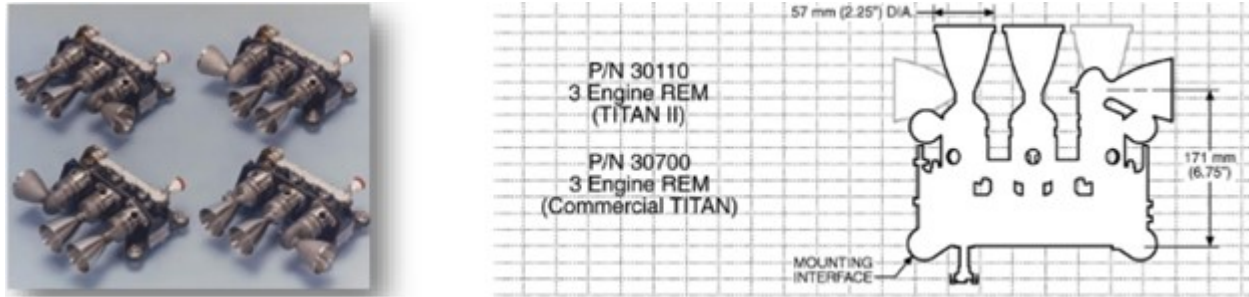 57 mm (2.25") DIA
P/N 30110
3 Engine REM
(TITAN II)
P/N 30700
3 Engine REM
(Commercial TITAN)
171 mm
(6.75")
MOUNTING
INTERFACE